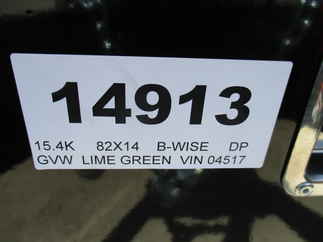 14913
15.4K 82X14 B-WISE DP
GVW LIME GREEN VIN 04517